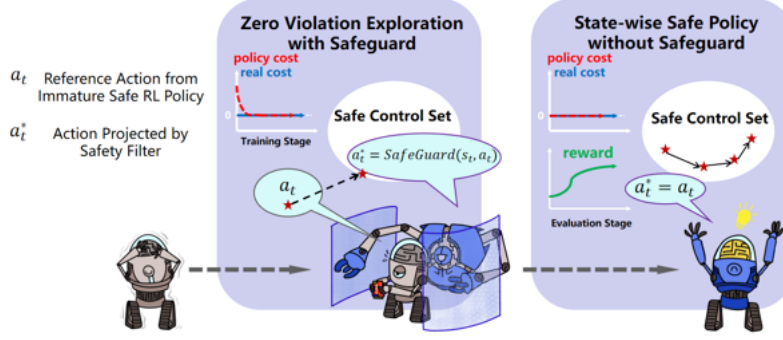 Zero Violation Exploration
with Safeguard
State-wise Safe Policy
without Safeguard
a_t Reference Action from
Immature Safe RL Policy
a_t^* Action Projected by
Safety Filter
policy cost
real cost
0
Training Stage
Safe Control Set
a_t^* = SafeGuard(s_t, a_t)
a_t
policy cost
real cost
0
Safe Control Set
reward
a_t^* = a_t
Evaluation Stage